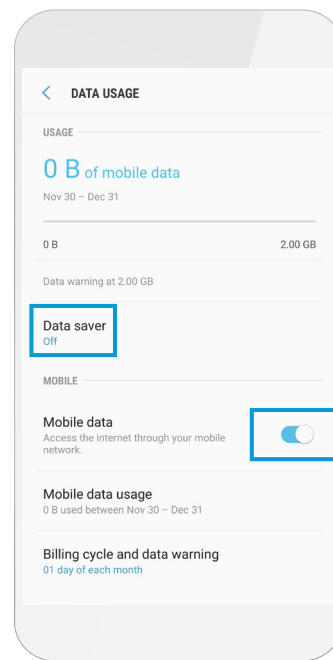 DATA USAGE
USAGE
0 B of mobile data
Nov 30 – Dec 31
0 B 2.00 GB
Data warning at 2.00 GB
Data saver
Off
MOBILE
Mobile data
Access the internet through your mobile
network.
Mobile data usage
0 B used between Nov 30 – Dec 31
Billing cycle and data warning
01 day of each month